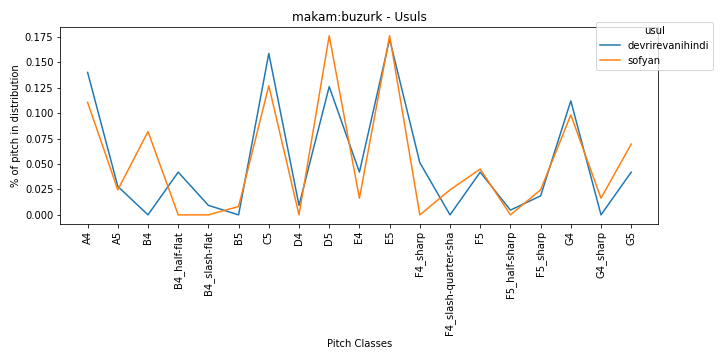 makam:buzurk - Usuls
usul
devrirevanihindi
sofyan
% of pitch in distribution
0.175
0.150
0.125
0.100
0.075
0.050
0.025
0.000
A4
A5
B4
B4_half-flat
B4_slash-flat
B5
C5
D4
D5
E4
E5
F4_sharp
F4_slash-quarter-sha
F5
F5_half-sharp
F5_sharp
G4
G4_sharp
G5
Pitch Classes